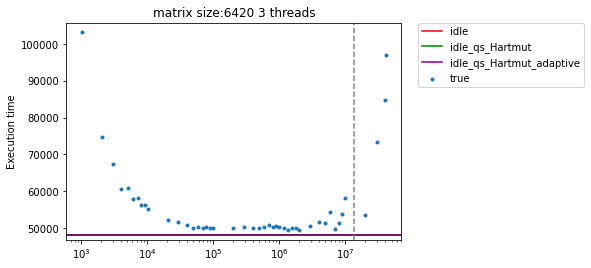 matrix size:6420 3 threads
Execution time
100000
90000
80000
70000
60000
50000
10³ 10⁴ 10⁵ 10⁶ 10⁷
idle
idle_qs_Hartmut
idle_qs_Hartmut_adaptive
true